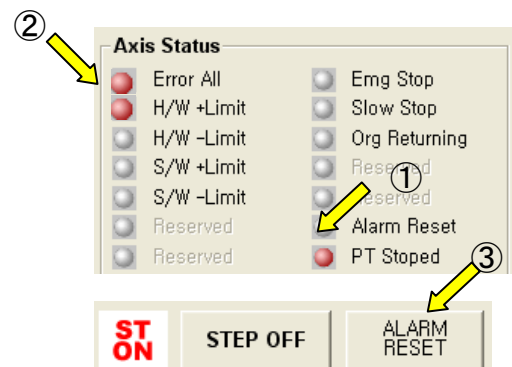 ②
Axis Status
Error All
H/W +Limit
H/W -Limit
S/W +Limit
S/W -Limit
Reserved
Reserved
Emg Stop
Slow Stop
Org Returning
Reserved
Reserved
①
Alarm Reset
PT Stoped
③
ST ON
STEP OFF
ALARM
RESET